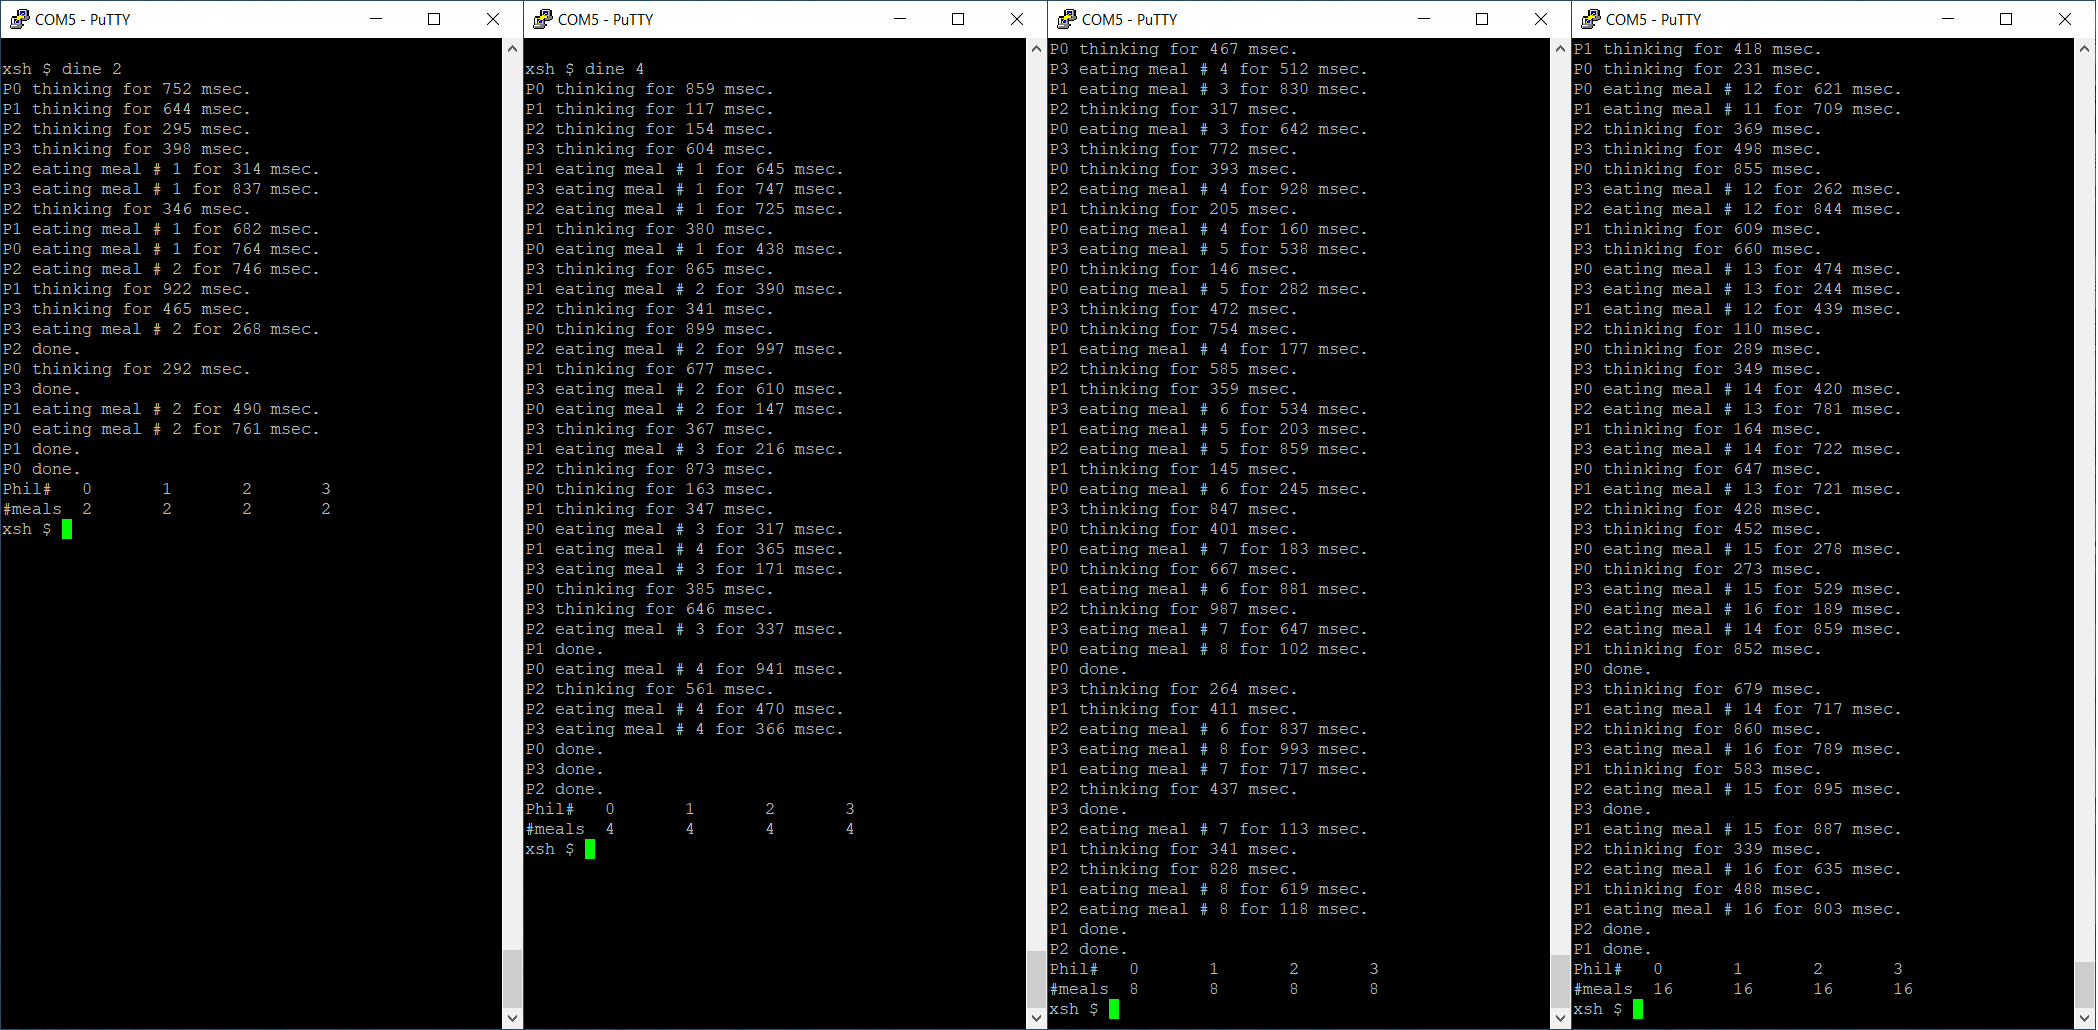 COM5 - PuTTY
xsh $ dine 2
P0 thinking for 752 msec.
P1 thinking for 644 msec.
P2 thinking for 295 msec.
P3 thinking for 398 msec.
P2 eating meal # 1 for 314 msec.
P3 eating meal # 1 for 837 msec.
P2 thinking for 346 msec.
P1 eating meal # 1 for 682 msec.
P0 eating meal # 1 for 764 msec.
P2 eating meal # 2 for 746 msec.
P1 thinking for 922 msec.
P3 thinking for 465 msec.
P3 eating meal # 2 for 268 msec.
P2 done.
P0 thinking for 292 msec.
P3 done.
P1 eating meal # 2 for 490 msec.
P0 eating meal # 2 for 761 msec.
P1 done.
P0 done.
Phil# 0 1 2 3
#meals 2 2 2 2
xsh $
COM5 - PuTTY
xsh $ dine 4
P0 thinking for 859 msec.
P1 thinking for 117 msec.
P2 thinking for 154 msec.
P3 thinking for 604 msec.
P1 eating meal # 1 for 645 msec.
P3 eating meal # 1 for 747 msec.
P2 eating meal # 1 for 725 msec.
P1 thinking for 380 msec.
P0 eating meal # 1 for 438 msec.
P3 thinking for 865 msec.
P1 eating meal # 2 for 390 msec.
P2 thinking for 341 msec.
P0 thinking for 899 msec.
P2 eating meal # 2 for 997 msec.
P1 thinking for 677 msec.
P3 eating meal # 2 for 610 msec.
P0 eating meal # 2 for 147 msec.
P3 thinking for 367 msec.
P1 eating meal # 3 for 216 msec.
P2 thinking for 873 msec.
P0 thinking for 163 msec.
P1 thinking for 347 msec.
P0 eating meal # 3 for 317 msec.
P1 eating meal # 4 for 365 msec.
P3 eating meal # 3 for 171 msec.
P0 thinking for 385 msec.
P3 thinking for 646 msec.
P2 eating meal # 3 for 337 msec.
P1 done.
P0 eating meal # 4 for 941 msec.
P2 thinking for 561 msec.
P2 eating meal # 4 for 470 msec.
P3 eating meal # 4 for 366 msec.
P0 done.
P3 done.
P2 done.
Phil# 0 1 2 3
#meals 4 4 4 4
xsh $
COM5 - PuTTY
P0 thinking for 467 msec.
P3 eating meal # 4 for 512 msec.
P1 eating meal # 3 for 830 msec.
P2 thinking for 317 msec.
P0 eating meal # 3 for 642 msec.
P3 thinking for 772 msec.
P0 thinking for 393 msec.
P2 eating meal # 4 for 928 msec.
P1 thinking for 205 msec.
P0 eating meal # 4 for 160 msec.
P3 eating meal # 5 for 538 msec.
P0 thinking for 146 msec.
P0 eating meal # 5 for 282 msec.
P3 thinking for 472 msec.
P0 thinking for 754 msec.
P1 eating meal # 4 for 177 msec.
P2 thinking for 585 msec.
P1 thinking for 359 msec.
P3 eating meal # 6 for 534 msec.
P1 eating meal # 5 for 203 msec.
P2 eating meal # 5 for 859 msec.
P1 thinking for 145 msec.
P0 eating meal # 6 for 245 msec.
P3 thinking for 847 msec.
P0 thinking for 401 msec.
P0 eating meal # 7 for 183 msec.
P0 thinking for 667 msec.
P1 eating meal # 6 for 881 msec.
P2 thinking for 987 msec.
P3 eating meal # 7 for 647 msec.
P0 eating meal # 8 for 102 msec.
P0 done.
P3 thinking for 264 msec.
P1 thinking for 411 msec.
P2 eating meal # 6 for 837 msec.
P3 eating meal # 8 for 993 msec.
P1 eating meal # 7 for 717 msec.
P2 thinking for 437 msec.
P3 done.
P2 eating meal # 7 for 113 msec.
P1 thinking for 341 msec.
P2 thinking for 828 msec.
P1 eating meal # 8 for 619 msec.
P2 eating meal # 8 for 118 msec.
P1 done.
P2 done.
Phil# 0 1 2 3
#meals 8 8 8 8
xsh $
COM5 - PuTTY
P1 thinking for 418 msec.
P0 thinking for 231 msec.
P0 eating meal # 12 for 621 msec.
P1 eating meal # 11 for 709 msec.
P2 thinking for 369 msec.
P3 thinking for 498 msec.
P0 thinking for 855 msec.
P3 eating meal # 12 for 262 msec.
P2 eating meal # 12 for 844 msec.
P1 thinking for 609 msec.
P3 thinking for 660 msec.
P0 eating meal # 13 for 474 msec.
P3 eating meal # 13 for 244 msec.
P1 eating meal # 12 for 439 msec.
P2 thinking for 110 msec.
P0 thinking for 289 msec.
P3 thinking for 349 msec.
P0 eating meal # 14 for 420 msec.
P2 eating meal # 13 for 781 msec.
P1 thinking for 164 msec.
P3 eating meal # 14 for 722 msec.
P0 thinking for 647 msec.
P1 eating meal # 13 for 721 msec.
P2 thinking for 428 msec.
P3 thinking for 452 msec.
P0 eating meal # 15 for 278 msec.
P0 thinking for 273 msec.
P3 eating meal # 15 for 529 msec.
P0 eating meal # 16 for 189 msec.
P2 eating meal # 14 for 859 msec.
P1 thinking for 852 msec.
P0 done.
P3 thinking for 679 msec.
P1 eating meal # 14 for 717 msec.
P2 thinking for 860 msec.
P3 eating meal # 16 for 789 msec.
P1 thinking for 583 msec.
P2 eating meal # 15 for 895 msec.
P3 done.
P1 eating meal # 15 for 887 msec.
P2 thinking for 339 msec.
P2 eating meal # 16 for 635 msec.
P1 thinking for 488 msec.
P1 eating meal # 16 for 803 msec.
P2 done.
P1 done.
Phil# 0 1 2 3
#meals 16 16 16 16
xsh $